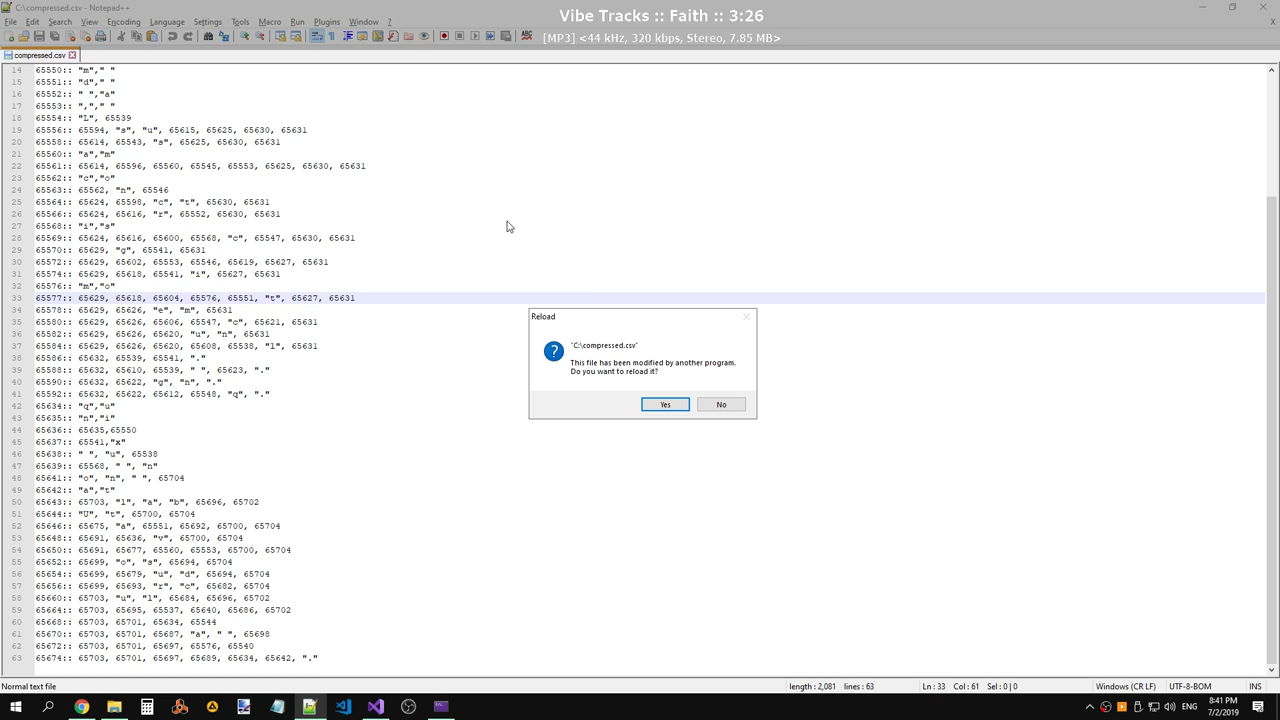 C:\compressed.csv - Notepad++
Vibe Tracks :: Faith :: 3:26
File Edit Search View Encoding Language Settings Tools Macro Run Plugins Window ?
[MP3] <44 kHz, 320 kbps, Stereo, 7.85 MB>
compressed.csv
14 65550:: "m"," "
15 65551:: "d"," "
16 65552:: " ","a"
17 65553:: ","," "
18 65554:: "L", 65539
19 65556:: 65594, "s", "u", 65615, 65625, 65630, 65631
20 65558:: 65614, 65543, "s", 65625, 65630, 65631
21 65560:: "a","m"
22 65561:: 65614, 65596, 65560, 65545, 65553, 65625, 65630, 65631
23 65562:: "c","o"
24 65563:: 65562, "n", 65546
25 65564:: 65624, 65598, "c", "t", 65630, 65631
26 65566:: 65624, 65616, "r", 65552, 65630, 65631
27 65568:: "i","s"
28 65569:: 65624, 65616, 65600, 65568, "c", 65547, 65630, 65631
29 65570:: 65629, "g", 65541, 65631
30 65572:: 65629, 65602, 65553, 65546, 65619, 65627, 65631
31 65574:: 65629, 65618, 65541, "i", 65627, 65631
32 65576:: "m","o"
33 65577:: 65629, 65618, 65604, 65576, 65551, "t", 65627, 65631
34 65578:: 65629, 65626, "e", "m", 65631
35 65580:: 65629, 65626, 65606, 65547, "c", 65621, 65631
36 65582:: 65629, 65626, 65620, "u", "n", 65631
37 65584:: 65629, 65626, 65620, 65608, 65538, "l", 65631
38 65586:: 65632, 65539, 65541, "."
39 65588:: 65632, 65610, 65539, " ", 65623, "."
40 65590:: 65632, 65622, "g", "n", "."
41 65592:: 65632, 65622, 65612, 65548, "q", "."
42 65634:: "q","u"
43 65635:: "n","i"
44 65636:: 65635,65550
45 65637:: 65541,"x"
46 65638:: " ", "u", 65538
47 65639:: 65568, " ", "n"
48 65641:: "o", "n", " ", 65704
49 65642:: "a","t"
50 65643:: 65703, "l", "a", "b", 65696, 65702
51 65644:: "U", "t", 65700, 65704
52 65646:: 65675, "a", 65551, 65692, 65700, 65704
53 65648:: 65691, 65636, "v", 65700, 65704
54 65650:: 65691, 65677, 65560, 65553, 65700, 65704
55 65652:: 65699, "o", "s", 65694, 65704
56 65654:: 65699, 65679, "u", "d", 65694, 65704
57 65656:: 65699, 65693, "r", "c", 65682, 65704
58 65660:: 65703, "u", "l", 65684, 65696, 65702
59 65664:: 65703, 65695, 65537, 65640, 65686, 65702
60 65668:: 65703, 65701, 65634, 65544
61 65670:: 65703, 65701, 65687, "a", " ", 65698
62 65672:: 65703, 65701, 65697, 65576, 65540
63 65674:: 65703, 65701, 65697, 65689, 65634, 65642, "."
Reload
"C:\compressed.csv"
This file has been modified by another program.
Do you want to reload it?
Yes No
Normal text file length : 2,081 lines : 63 Ln : 33 Col : 61 Sel : 0 | 0 Windows (CR LF) UTF-8-BOM INS
ENG 8:41 PM
7/2/2019